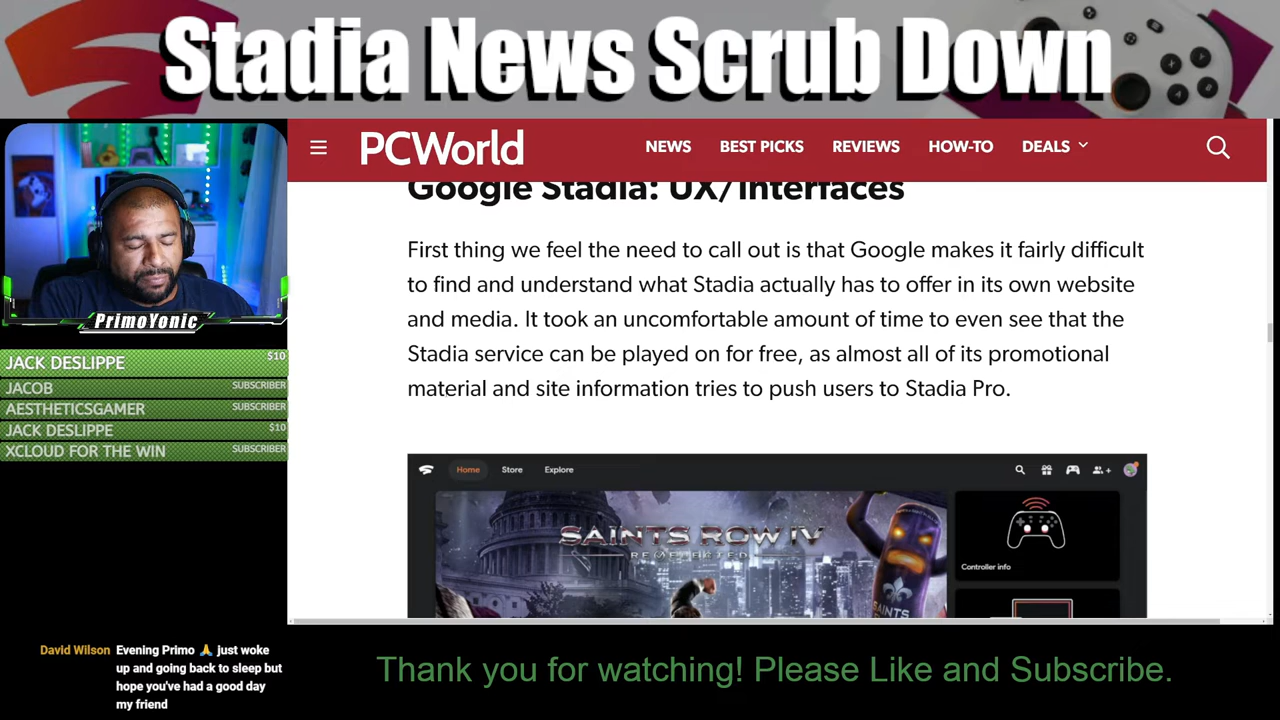 Stadia News Scrub Down
PCWorld
NEWS BEST PICKS REVIEWS HOW-TO DEALS
Google Stadia: UX/Interfaces
First thing we feel the need to call out is that Google makes it fairly difficult
to find and understand what Stadia actually has to offer in its own website
and media. It took an uncomfortable amount of time to even see that the
Stadia service can be played on for free, as almost all of its promotional
material and site information tries to push users to Stadia Pro.
Home Store Explore
SAINTS ROW IV
RE-ELECTED
Controller info
SAINTS
PrimoYonic
JACK DESLIPPE $10
JACOB SUBSCRIBER
AESTHETICSGAMER SUBSCRIBER
JACK DESLIPPE $10
XCLOUD FOR THE WIN SUBSCRIBER
David Wilson Evening Primo 🙏 just woke
up and going back to sleep but
hope you've had a good day
my friend
Thank you for watching! Please Like and Subscribe.